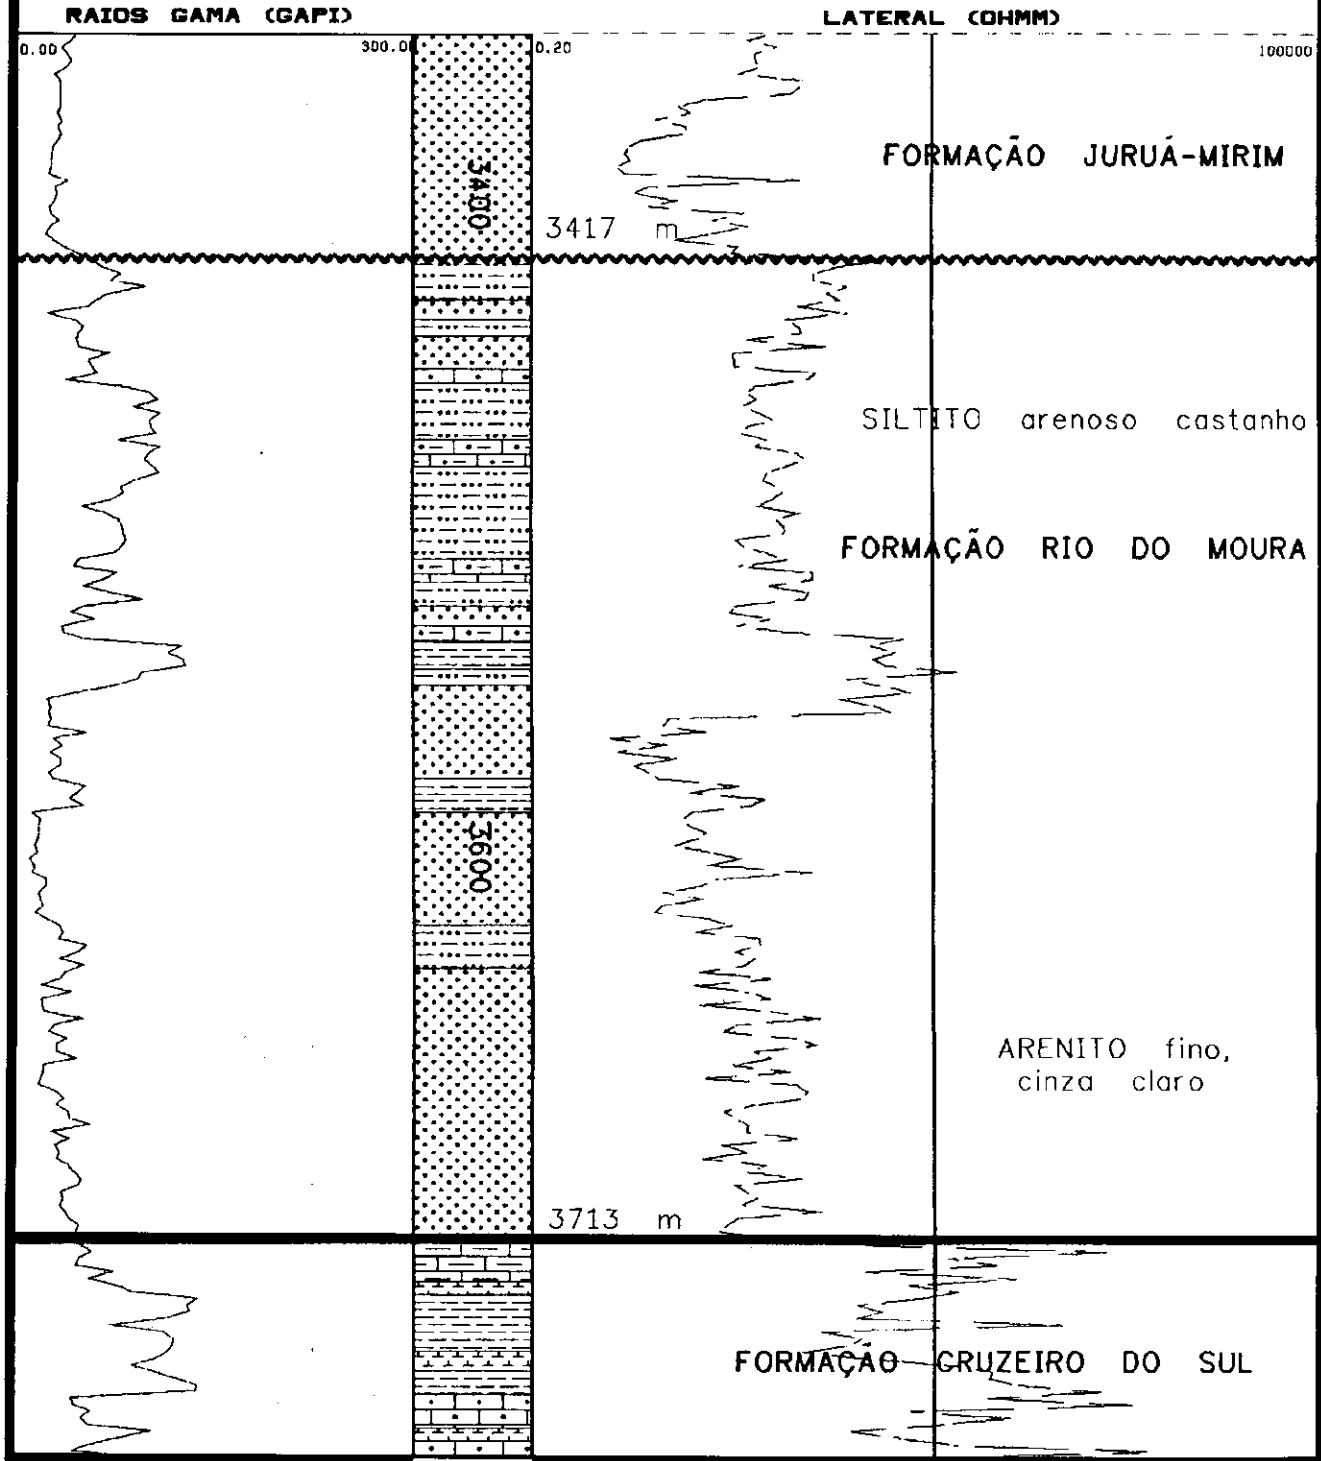 RAIOS GAMA (GAPI)
LATERAL (OHMM)
0.00 300.0
0.20 100000
FORMAÇÃO JURUÁ-MIRIM
3400
3417 m
SILTITO arenoso castanho
FORMAÇÃO RIO DO MOURA
3600
ARENITO fino,
cinza claro
3713 m
FORMAÇÃO CRUZEIRO DO SUL